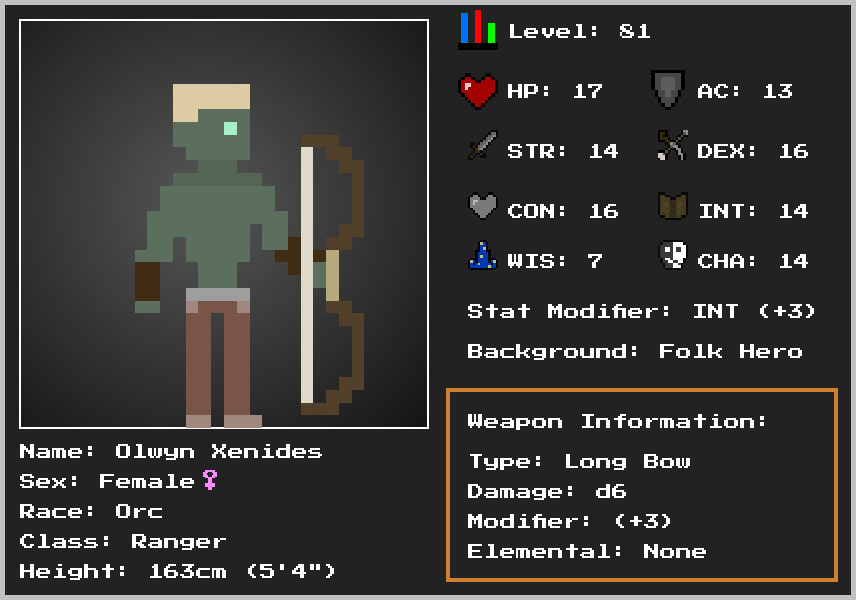 Level: 81
HP: 17 AC: 13
STR: 14 DEX: 16
CON: 16 INT: 14
WIS: 7 CHA: 14
Stat Modifier: INT (+3)
Background: Folk Hero
Weapon Information:
Type: Long Bow
Damage: d6
Modifier: (+3)
Elemental: None
Name: Olwyn Xenides
Sex: Female♀
Race: Orc
Class: Ranger
Height: 163cm (5'4")